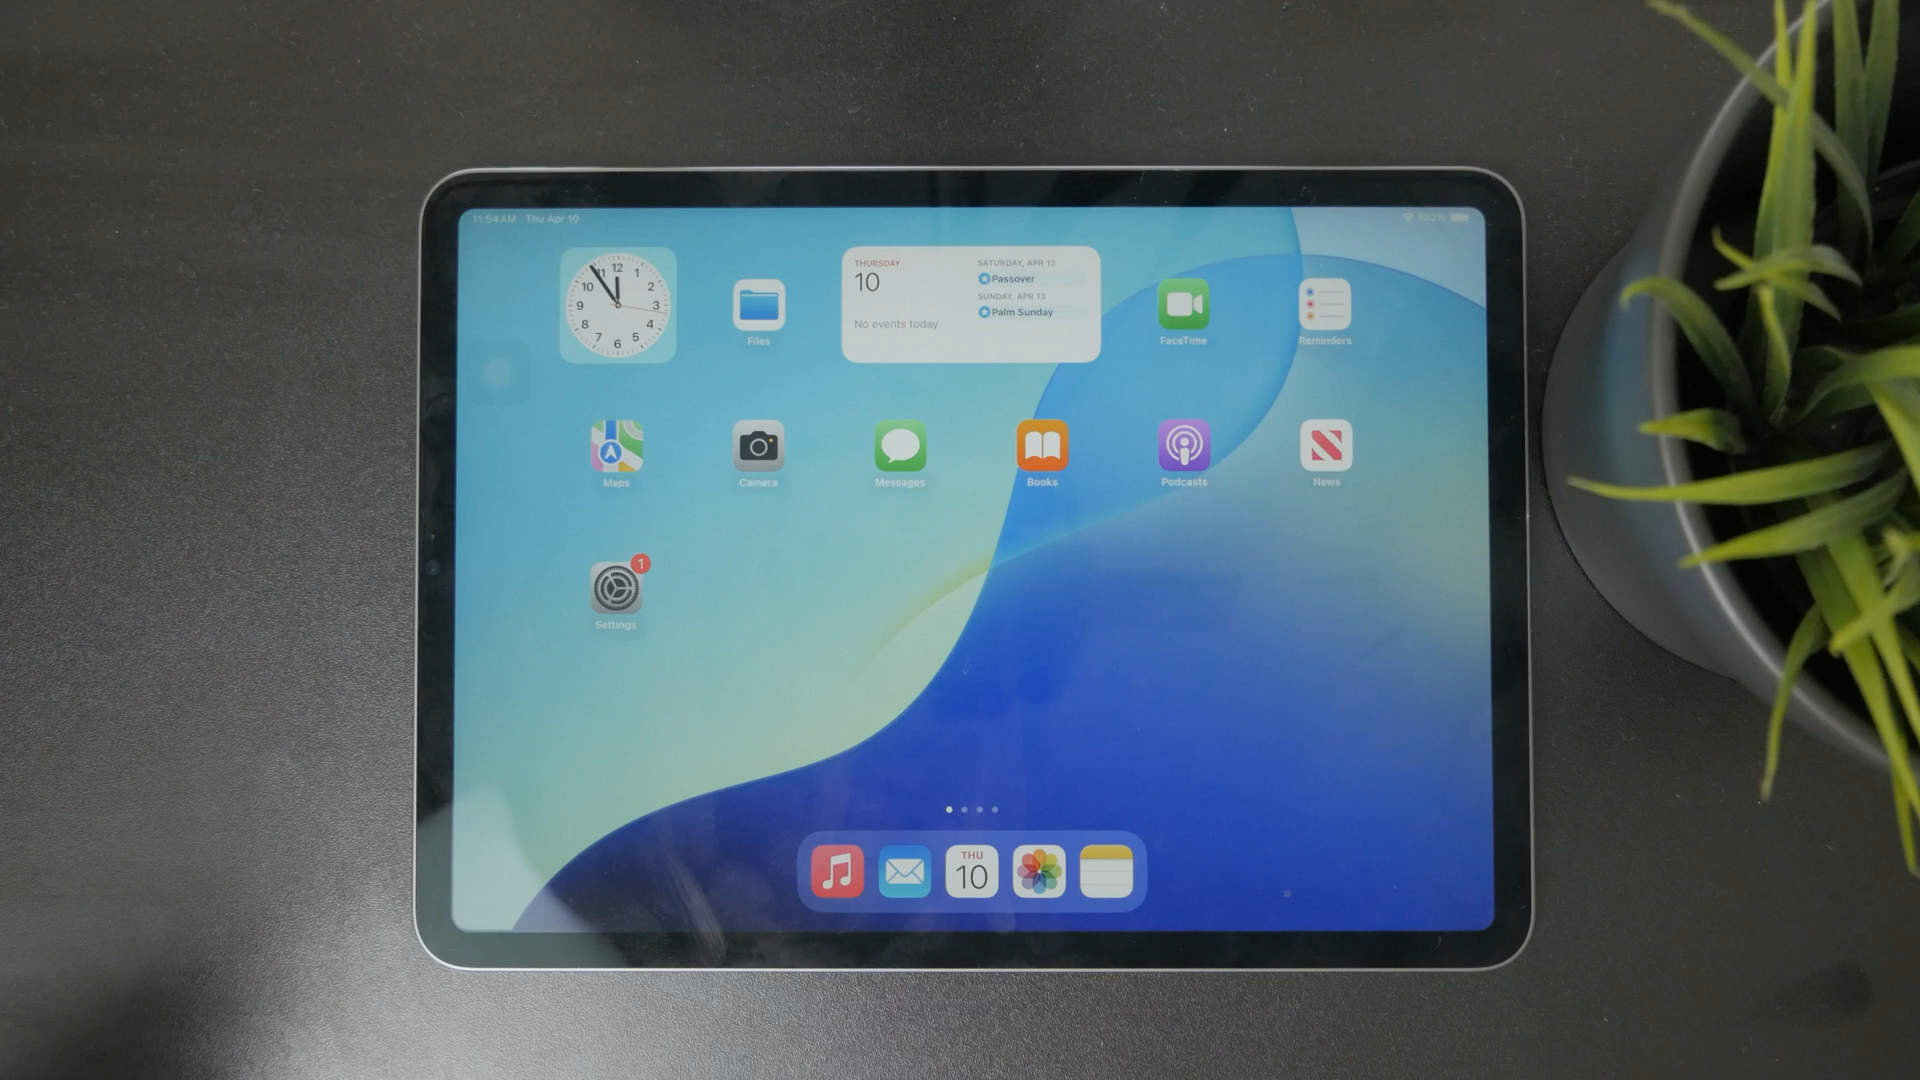 11:54 AM Thu Apr 10
100%
12
1
2
3
4
5
6
7
8
9
10
11
Files
THURSDAY
10
No events today
SATURDAY, APR 12
Passover
SUNDAY, APR 13
Palm Sunday
FaceTime
Reminders
Maps
Camera
Messages
Books
Podcasts
News
1
Settings
THU
10